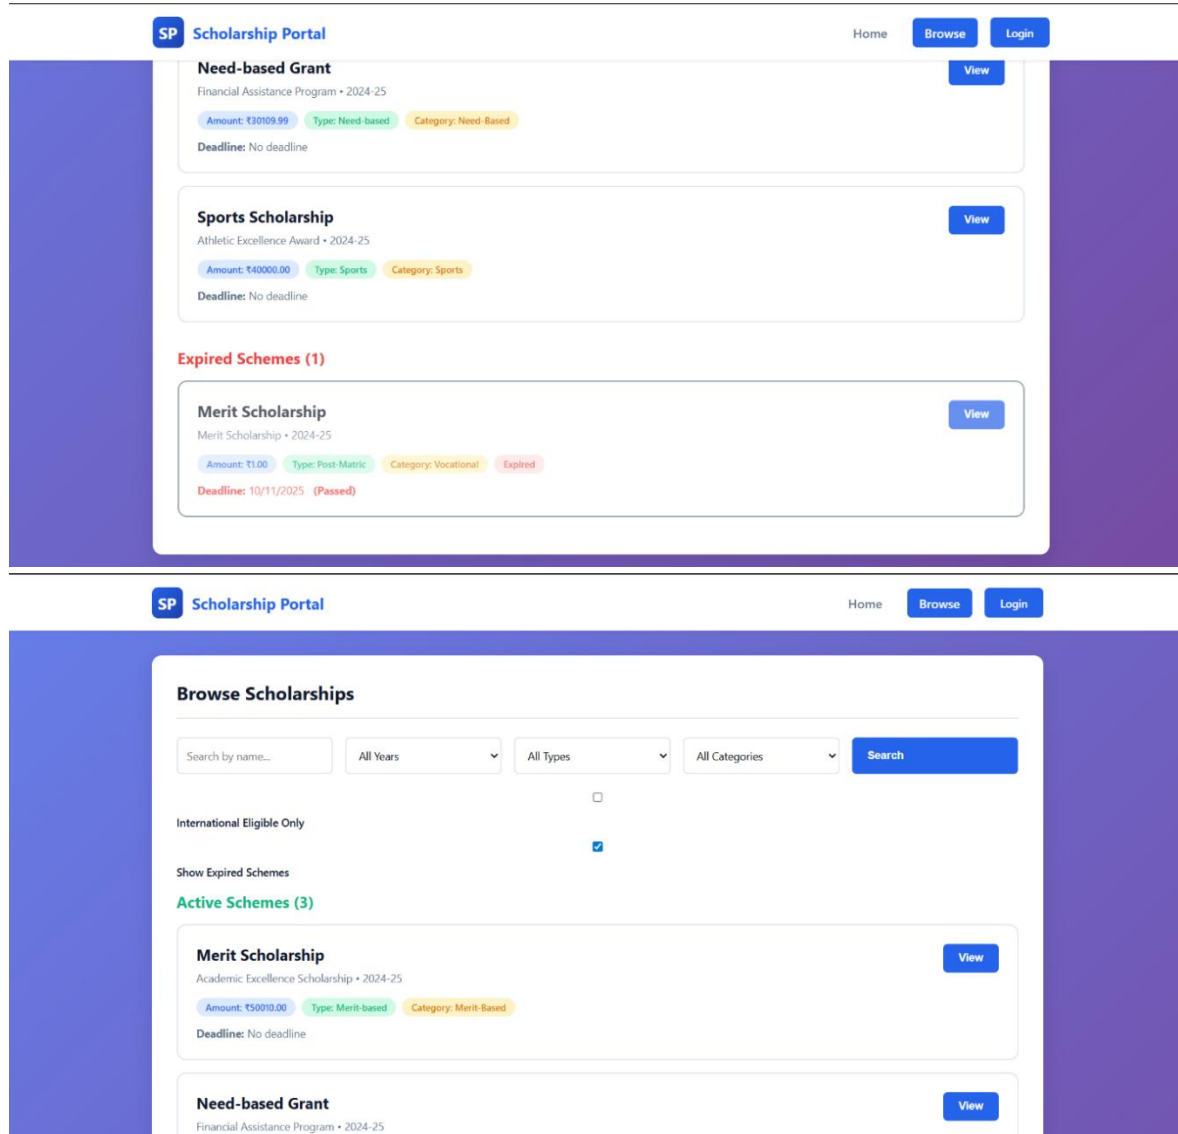 SP Scholarship Portal Home Browse Login
Need-based Grant View
Financial Assistance Program • 2024-25
Amount: ₹30109.99 Type: Need-based Category: Need-Based
Deadline: No deadline
Sports Scholarship View
Athletic Excellence Award • 2024-25
Amount: ₹40000.00 Type: Sports Category: Sports
Deadline: No deadline
Expired Schemes (1)
Merit Scholarship View
Merit Scholarship • 2024-25
Amount: ₹1.00 Type: Post-Matric Category: Vocational Expired
Deadline: 10/11/2025 (Passed)
SP Scholarship Portal Home Browse Login
Browse Scholarships
Search by name... All Years All Types All Categories Search
International Eligible Only
Show Expired Schemes
Active Schemes (3)
Merit Scholarship View
Academic Excellence Scholarship • 2024-25
Amount: ₹50010.00 Type: Merit-based Category: Merit-Based
Deadline: No deadline
Need-based Grant View
Financial Assistance Program • 2024-25